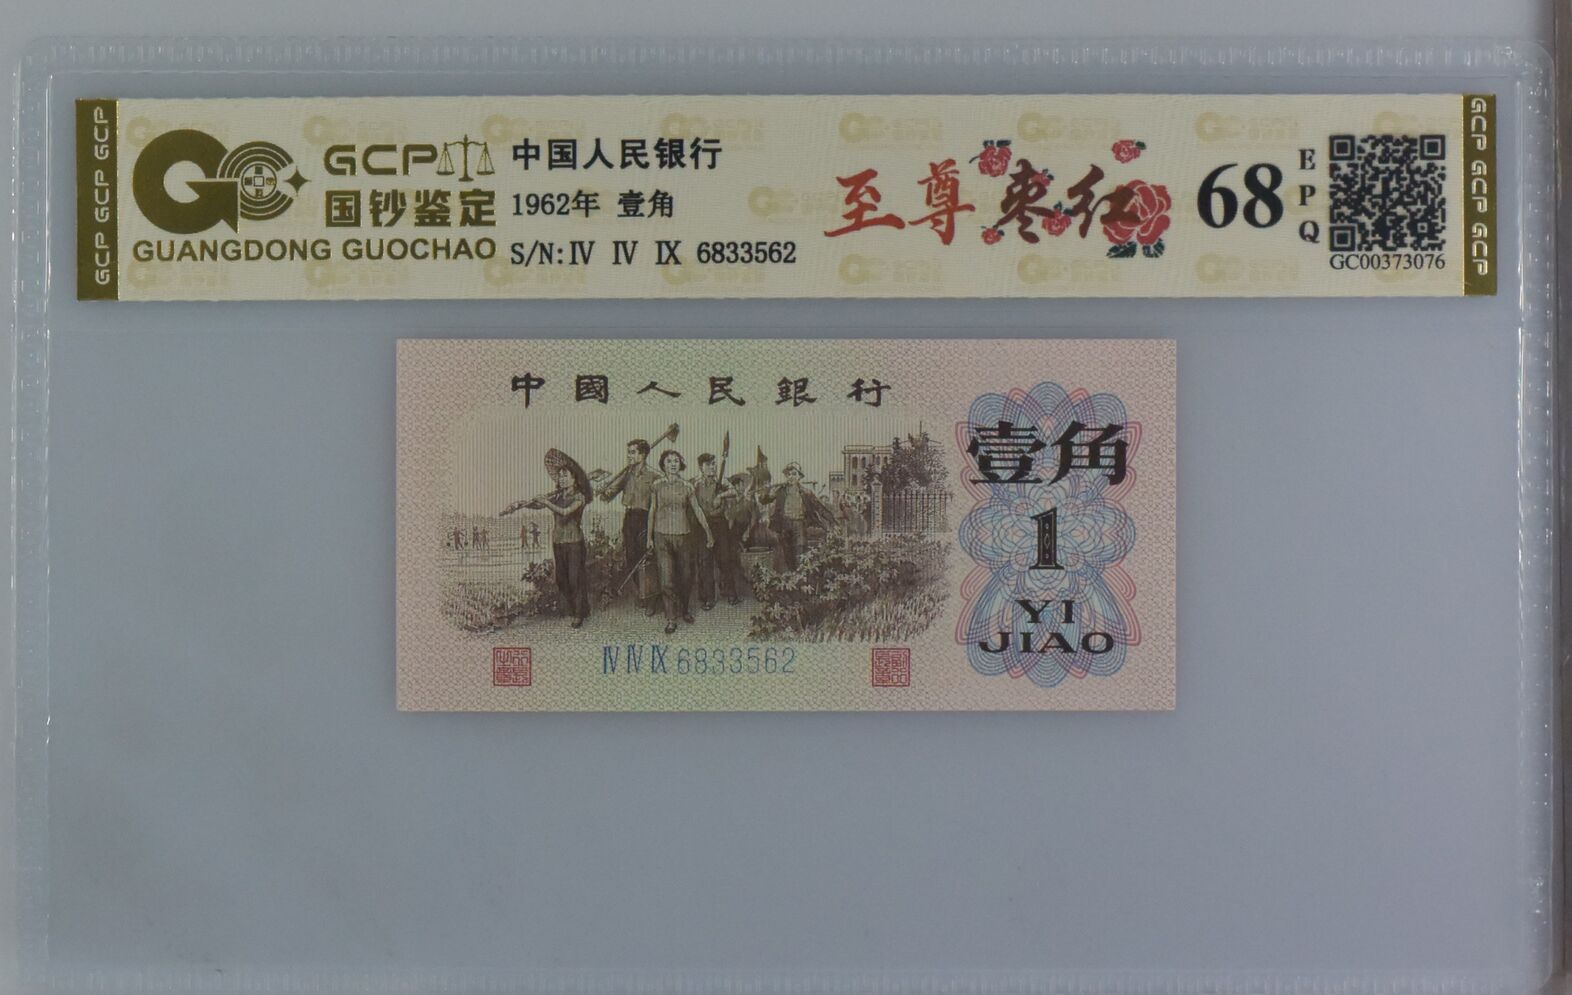 GCP GCP GCP
GCP
国钞鉴定
GUANGDONG GUOCHAO
中国人民银行
1962年 壹角
S/N: IV IV IX 6833562
至尊枣红
68
EPQ
GC00373076
GCP GCP GCP
中國人民銀行
壹角
1
YI
JIAO
IV IV IX 6833562